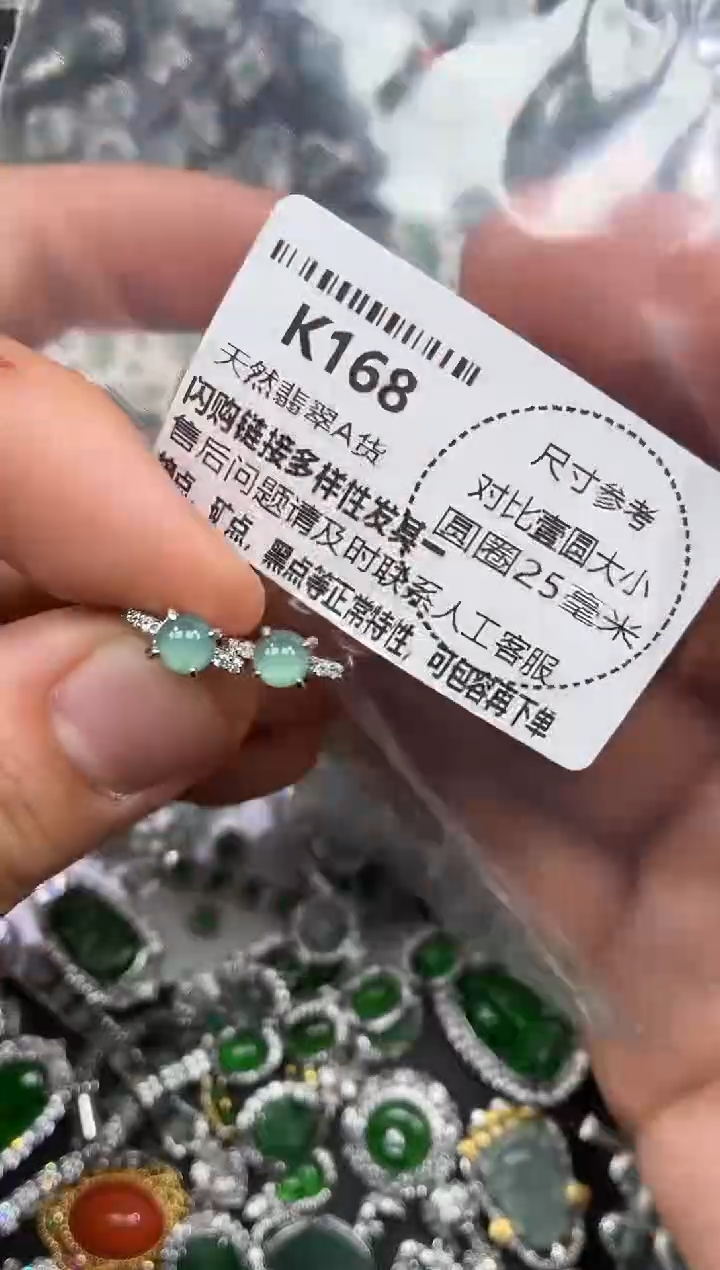 K168
天然翡翠A货
闪购链接多样性发其一
售后问题请及时联系人工客服
棉点，矿点，黑点等正常特性，可包容再下单
尺寸参考
对比壹圆大小
圆圈25毫米